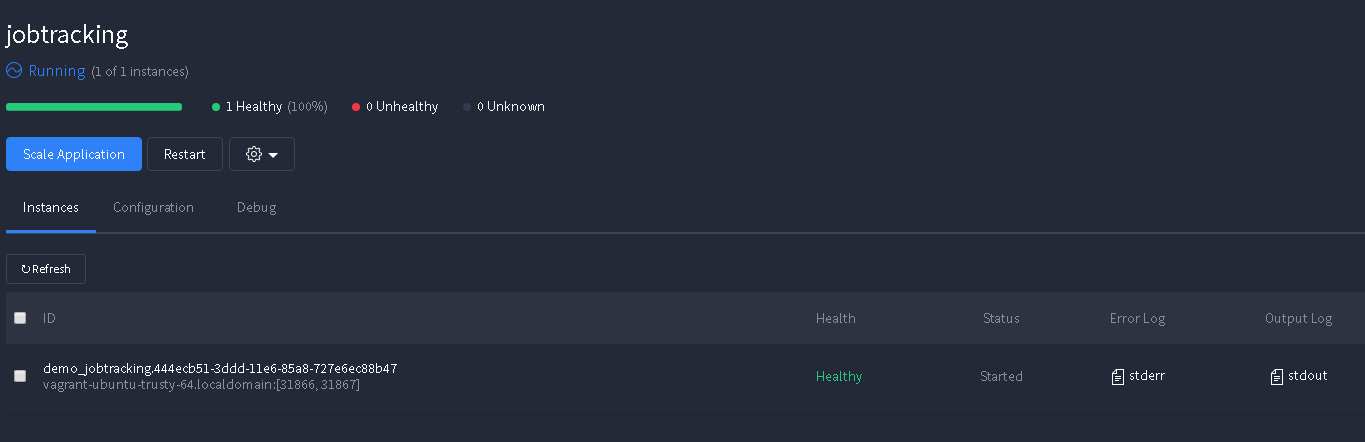 jobtracking
Running (1 of 1 instances)
1 Healthy (100%) 0 Unhealthy 0 Unknown
Scale Application Restart
Instances Configuration Debug
↻ Refresh
ID Health Status Error Log Output Log
demo_jobtracking.444ecb51-3ddd-11e6-85a8-727e6ec88b47
vagrant-ubuntu-trusty-64.localdomain:[31866, 31867]
Healthy Started stderr stdout